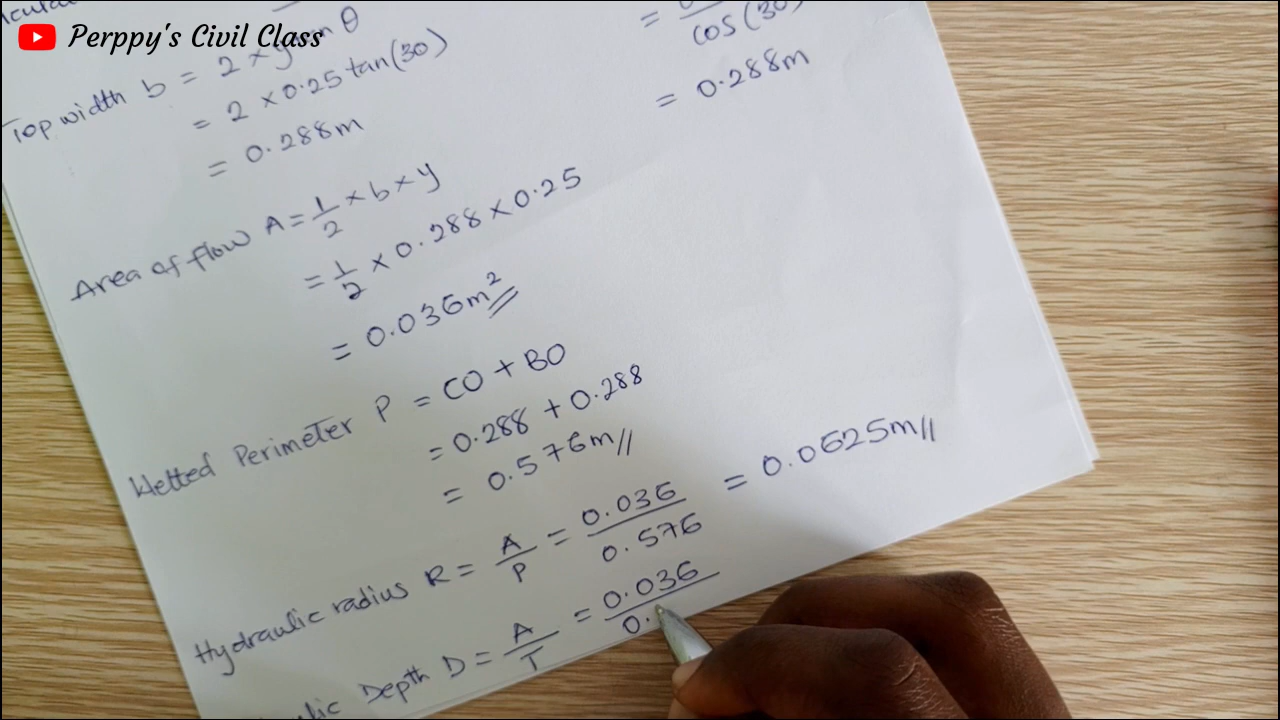 Perppy's Civil Class
Top width b = 2 × y tan θ
= 2 × 0.25 tan(30)
= 0.288m
cos(30)
= 0.288m
Area of flow A = 1/2 × b × y
= 1/2 × 0.288 × 0.25
= 0.036m²
Wetted Perimeter P = CO + BO
= 0.288 + 0.288
= 0.576m//
Hydraulic radius R = A/P = 0.036/0.576 = 0.0625m//
Depth D = A/T = 0.036/0.